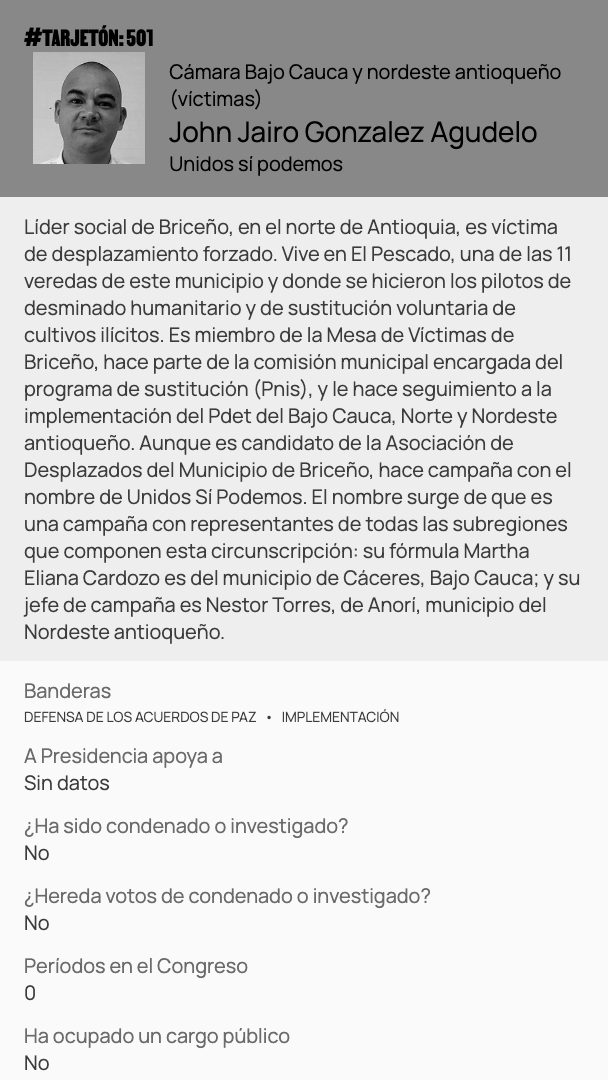 #TARJETÓN: 501
Cámara Bajo Cauca y nordeste antioqueño
(víctimas)
John Jairo Gonzalez Agudelo
Unidos sí podemos
Líder social de Briceño, en el norte de Antioquia, es víctima
de desplazamiento forzado. Vive en El Pescado, una de las 11
veredas de este municipio y donde se hicieron los pilotos de
desminado humanitario y de sustitución voluntaria de
cultivos ilícitos. Es miembro de la Mesa de Víctimas de
Briceño, hace parte de la comisión municipal encargada del
programa de sustitución (Pnis), y le hace seguimiento a la
implementación del Pdet del Bajo Cauca, Norte y Nordeste
antioqueño. Aunque es candidato de la Asociación de
Desplazados del Municipio de Briceño, hace campaña con el
nombre de Unidos Sí Podemos. El nombre surge de que es
una campaña con representantes de todas las subregiones
que componen esta circunscripción: su fórmula Martha
Eliana Cardozo es del municipio de Cáceres, Bajo Cauca; y su
jefe de campaña es Nestor Torres, de Anorí, municipio del
Nordeste antioqueño.
Banderas
DEFENSA DE LOS ACUERDOS DE PAZ • IMPLEMENTACIÓN
A Presidencia apoya a
Sin datos
¿Ha sido condenado o investigado?
No
¿Hereda votos de condenado o investigado?
No
Períodos en el Congreso
0
Ha ocupado un cargo público
No